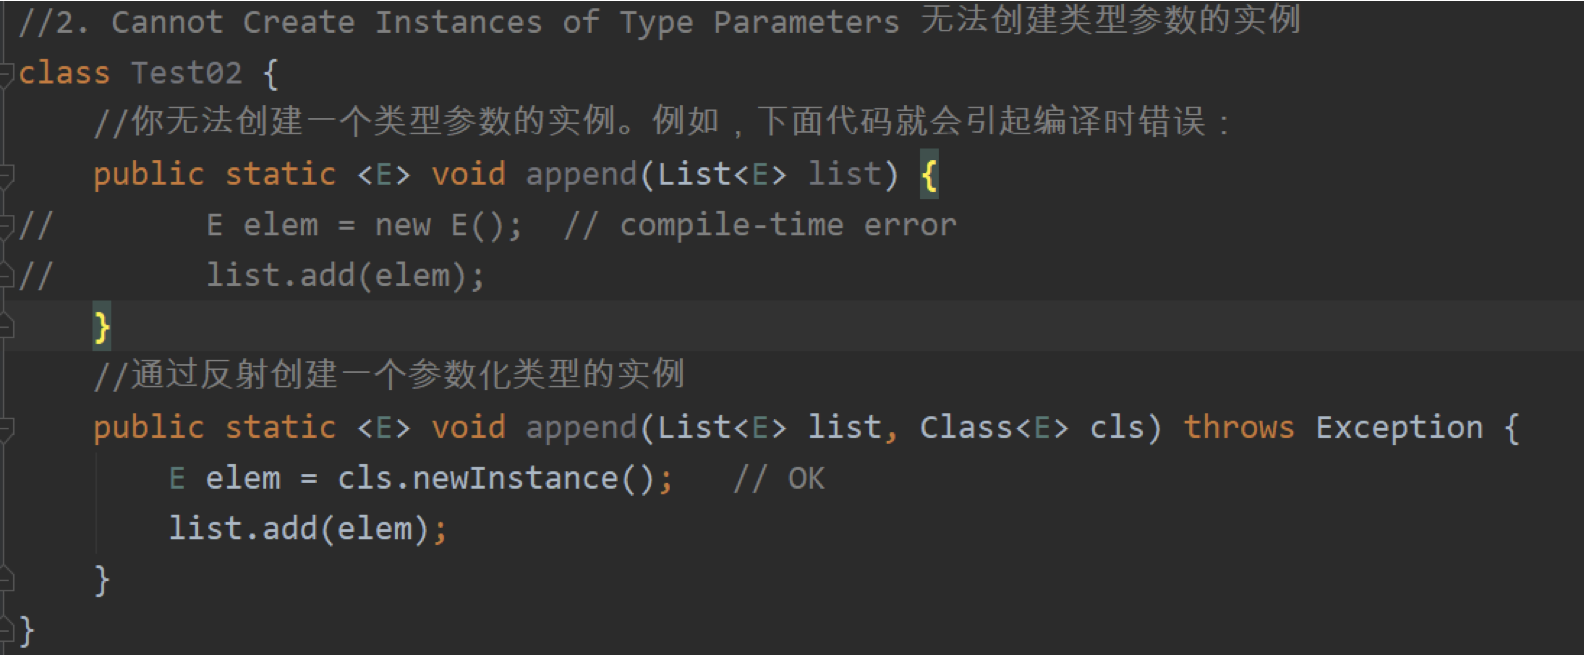 //2. Cannot Create Instances of Type Parameters 无法创建类型参数的实例
class Test02 {
    //你无法创建一个类型参数的实例。例如，下面代码就会引起编译时错误：
    public static <E> void append(List<E> list) {
//        E elem = new E();  // compile-time error
//        list.add(elem);
    }
    //通过反射创建一个参数化类型的实例
    public static <E> void append(List<E> list, Class<E> cls) throws Exception {
        E elem = cls.newInstance();   // OK
        list.add(elem);
    }
}